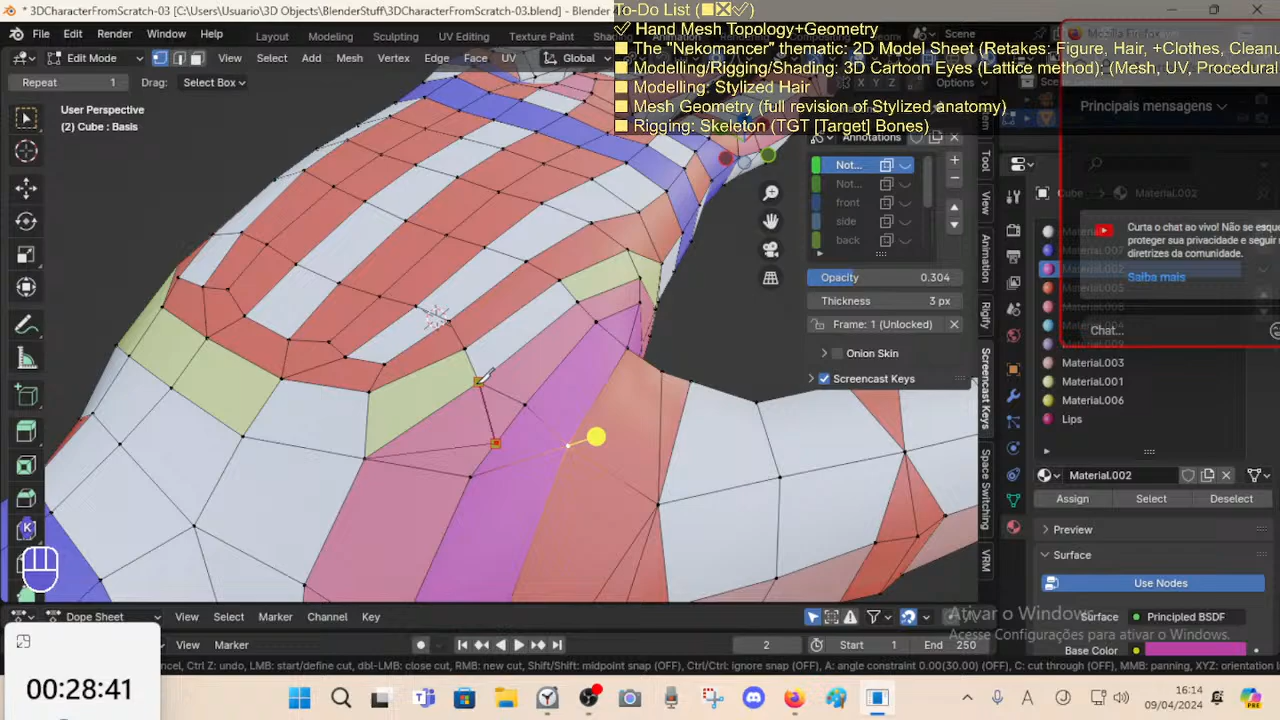 * 3DCharacterFromScratch-03 [C:\Users\Usuario\3D Objects\BlenderStuff\3DCharacterFromScratch-03.blend] - Blender
To-Do List (■☒✓)
✓ Hand Mesh Topology+Geometry
■ The "Nekomancer" thematic: 2D Model Sheet (Retakes: Figure, Hair, +Clothes, Clean
■ Modelling/Rigging/Shading: 3D Cartoon Eyes (Lattice method); (Mesh, UV, Procedural
■ Modelling: Stylized Hair
■ Mesh Geometry (full revision of Stylized anatomy)
■ Rigging: Skeleton (TGT [Target] Bones)
File Edit Render Window Help Layout Modeling Sculpting UV Editing Texture Paint Scene
Edit Mode View Select Add Mesh Vertex Edge Face UV Global
Repeat 1 Drag: Select Box Options
User Perspective
(2) Cube : Basis
Mozilla Firefox
Principais mensagens
Curta o chat ao vivo! Não se esque
proteger sua privacidade e seguir
diretrizes da comunidade.
Saiba mais
Chat...
Annotations
Not...
Not...
front
side
back
Opacity 0.304
Thickness 3 px
Frame: 1 (Unlocked)
Onion Skin
Screencast Keys
Tool
View
Animation
Rigify
Screencast Keys
Space Switching
VRM
Cube Material.002
Material.003
Material.001
Material.006
Lips
Material.002
Assign Select Deselect
Preview
Surface
Use Nodes
Surface Principled BSDF
Base Color
Ativar o Windows
Acesse Configurações para ativar o Windows.
Dope Sheet View Select Marker Channel Key
View Marker 2 Start 1 End 250
cel, Ctrl Z: undo, LMB: start/define cut, dbl-LMB: close cut, RMB: new cut, Shift/Shift: midpoint snap (OFF), Ctrl/Ctrl: ignore snap (OFF), A: angle constraint 0.00(30.00) (OFF), C: cut through (OFF), MMB: panning, XYZ: orientation l
00:28:41
16:14
09/04/2024